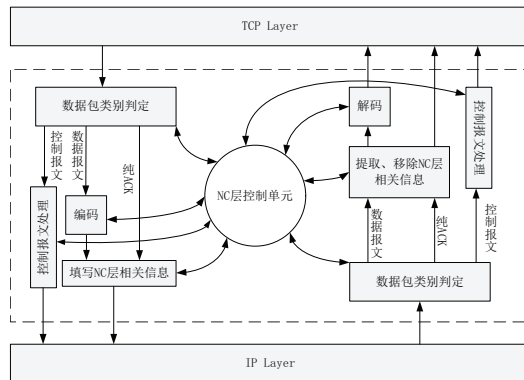 TCP Layer
数据包类别判定
控制报文
数据报文
纯ACK
控制报文处理
编码
填写NC层相关信息
NC层控制单元
解码
控制报文处理
提取、移除NC层
相关信息
数据报文
纯ACK
控制报文
数据包类别判定
IP Layer